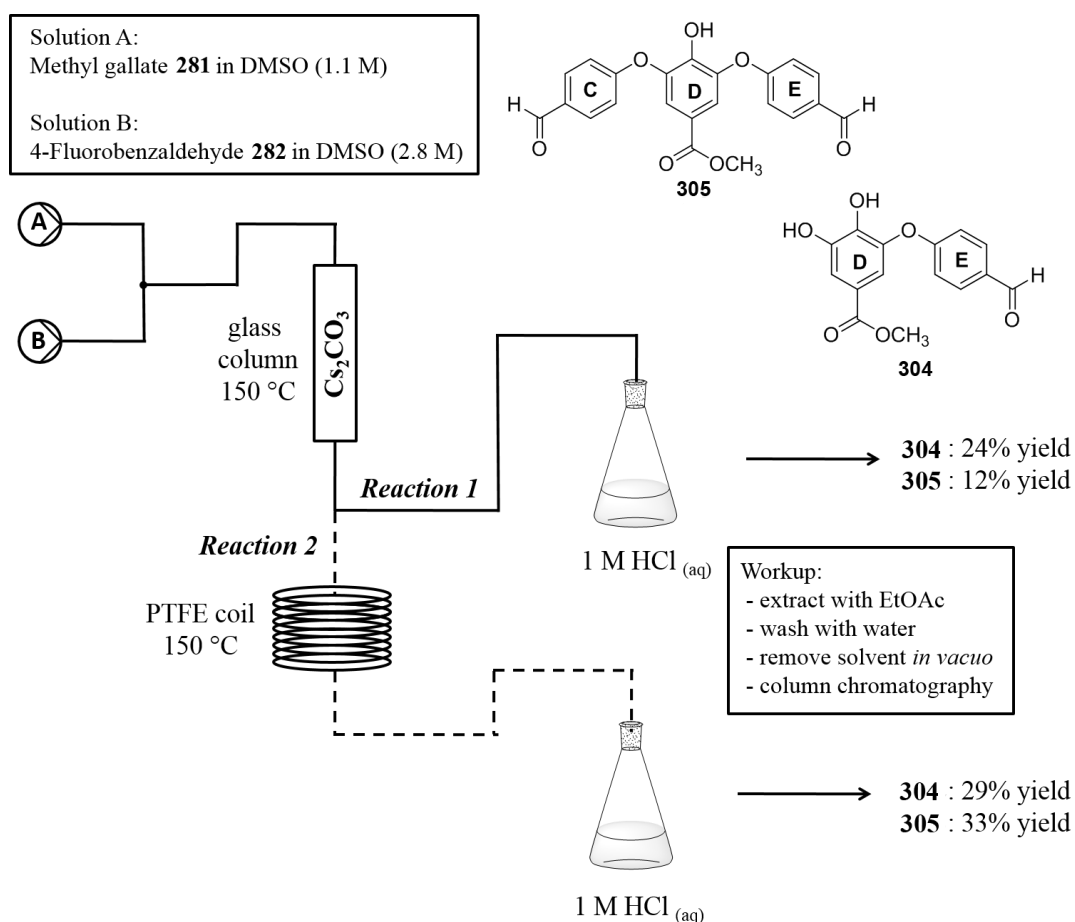 Solution A:
Methyl gallate 281 in DMSO (1.1 M)
Solution B:
4-Fluorobenzaldehyde 282 in DMSO (2.8 M)
OH
O
O
C
D
E
H
H
O
O
O
OCH3
305
OH
HO
O
D
E
H
O
O
OCH3
304
A
B
glass
column
150 °C
Cs2CO3
Reaction 1
Reaction 2
1 M HCl (aq)
304 : 24% yield
305 : 12% yield
PTFE coil
150 °C
Workup:
- extract with EtOAc
- wash with water
- remove solvent in vacuo
- column chromatography
1 M HCl (aq)
304 : 29% yield
305 : 33% yield